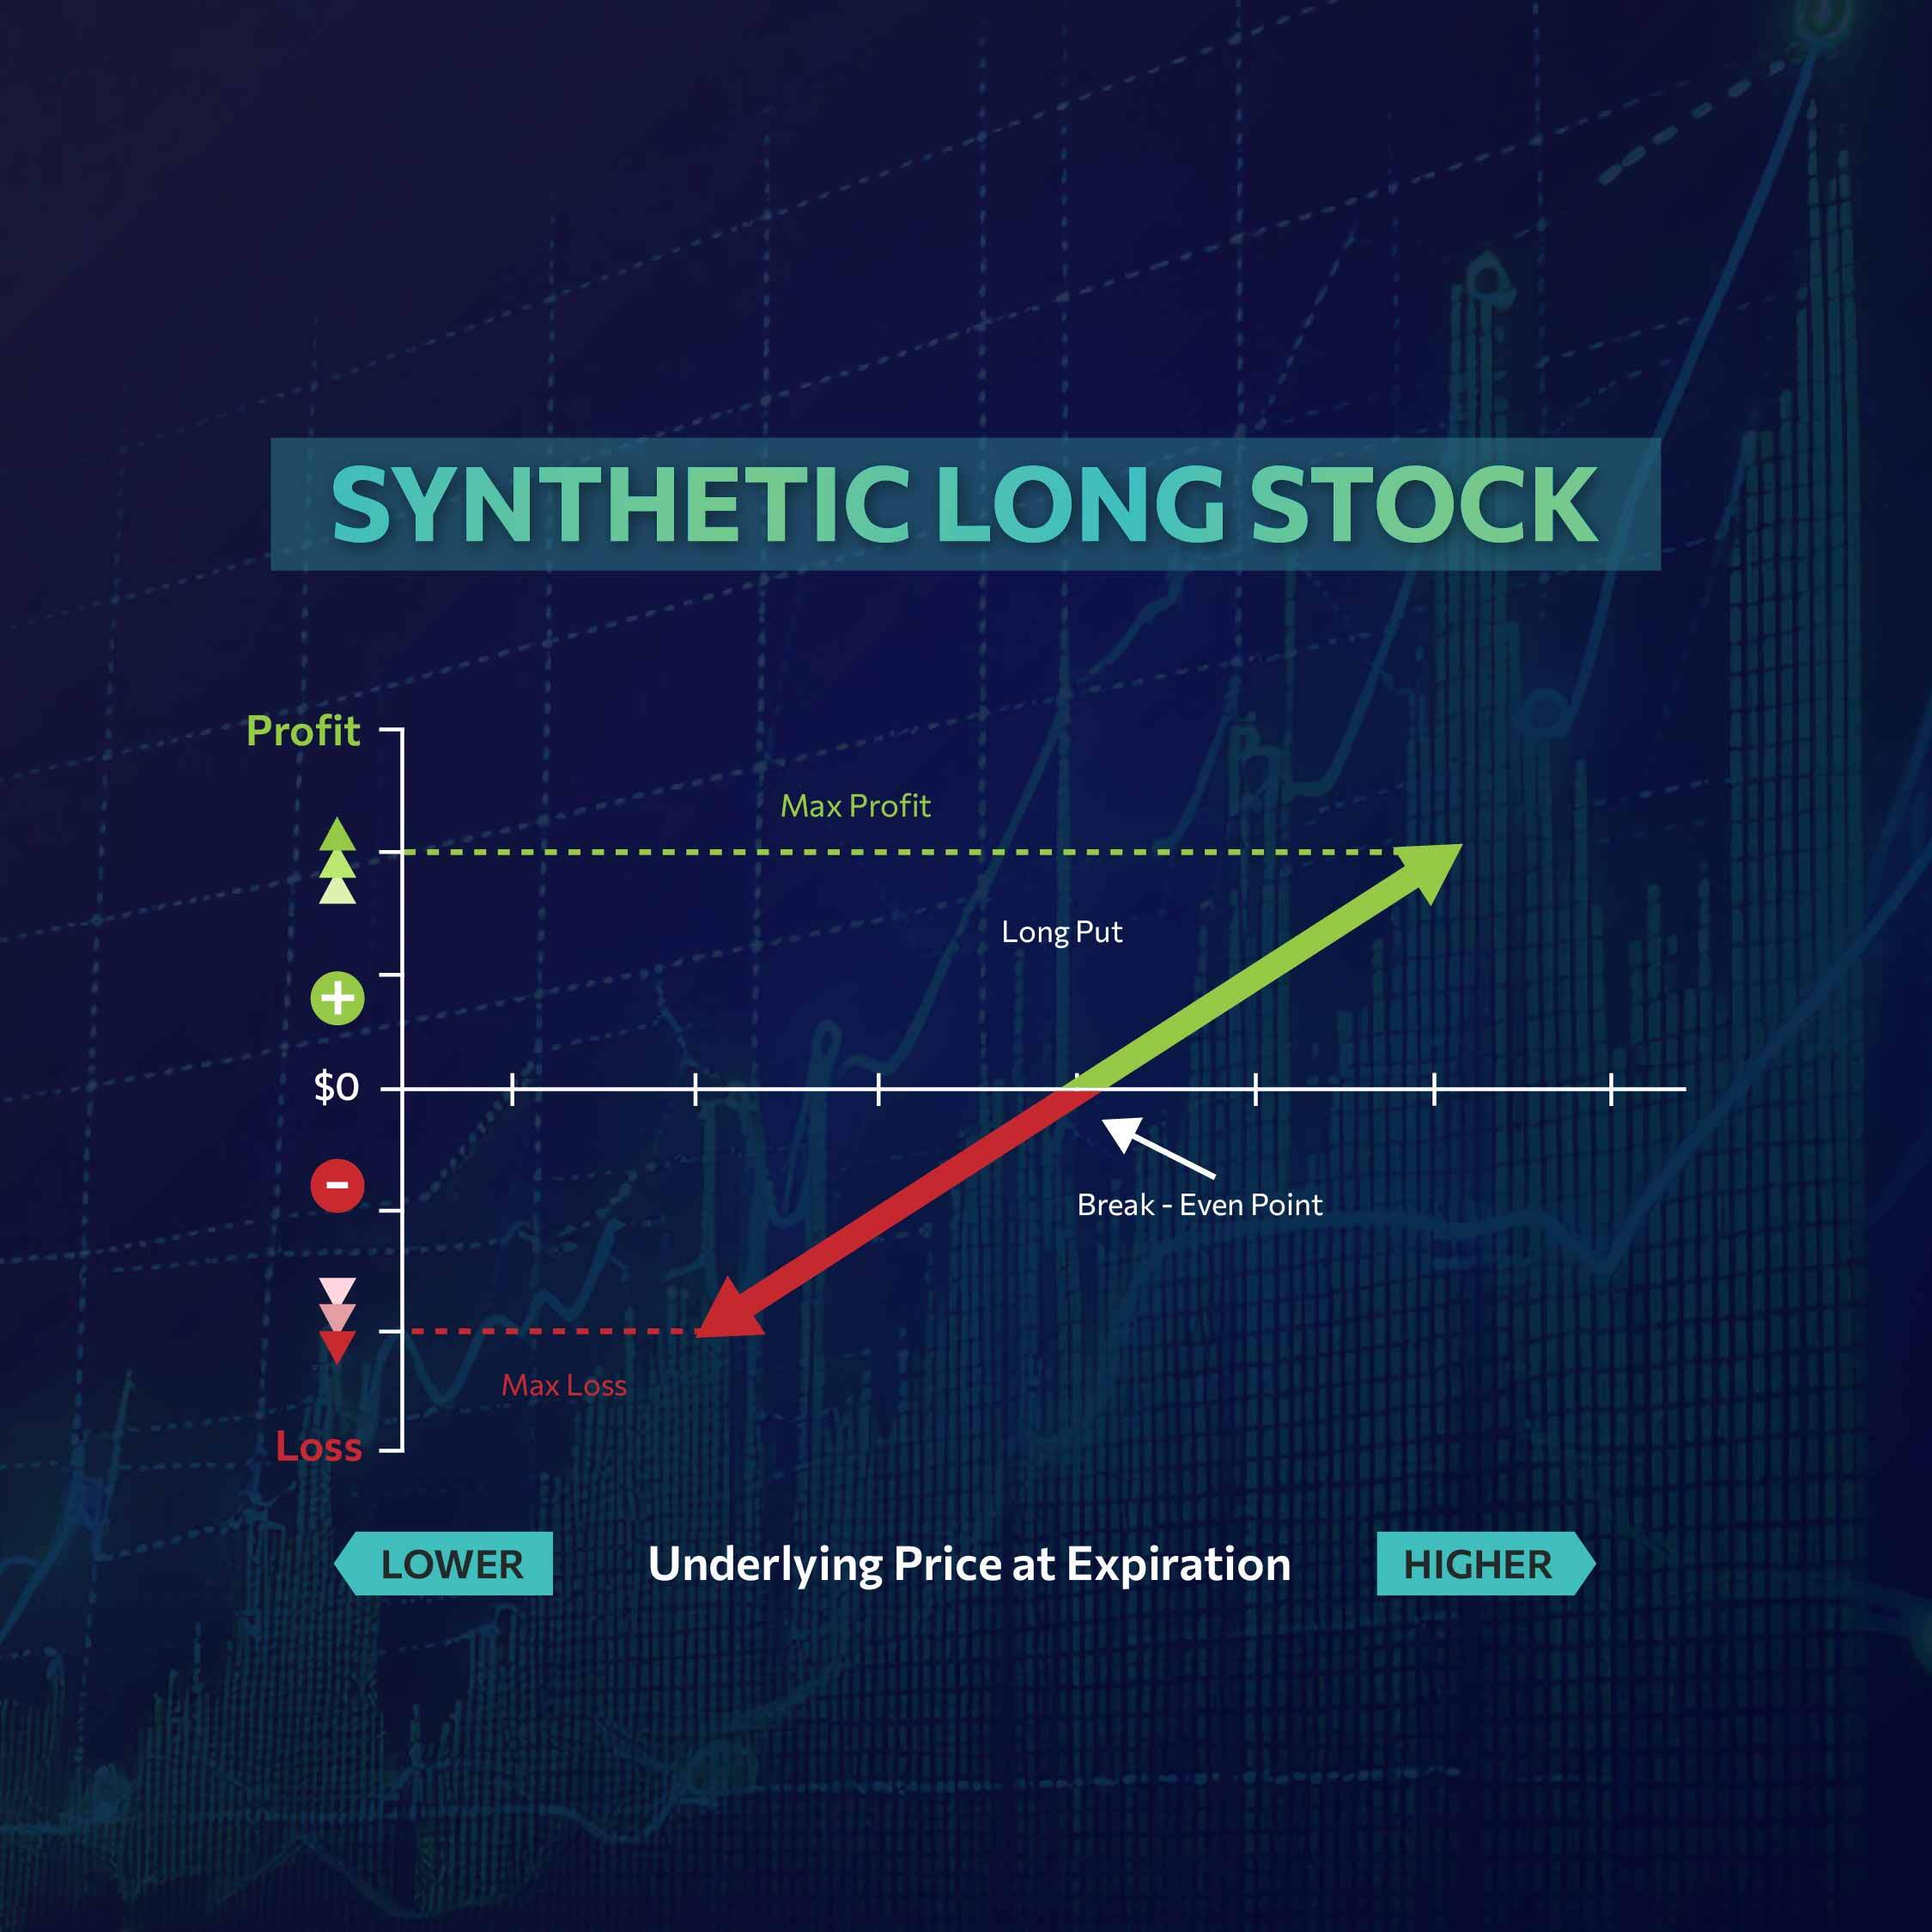 SYNTHETIC LONG STOCK
Profit
Max Profit
Long Put
+
$0
-
Break - Even Point
Max Loss
Loss
LOWER
Underlying Price at Expiration
HIGHER